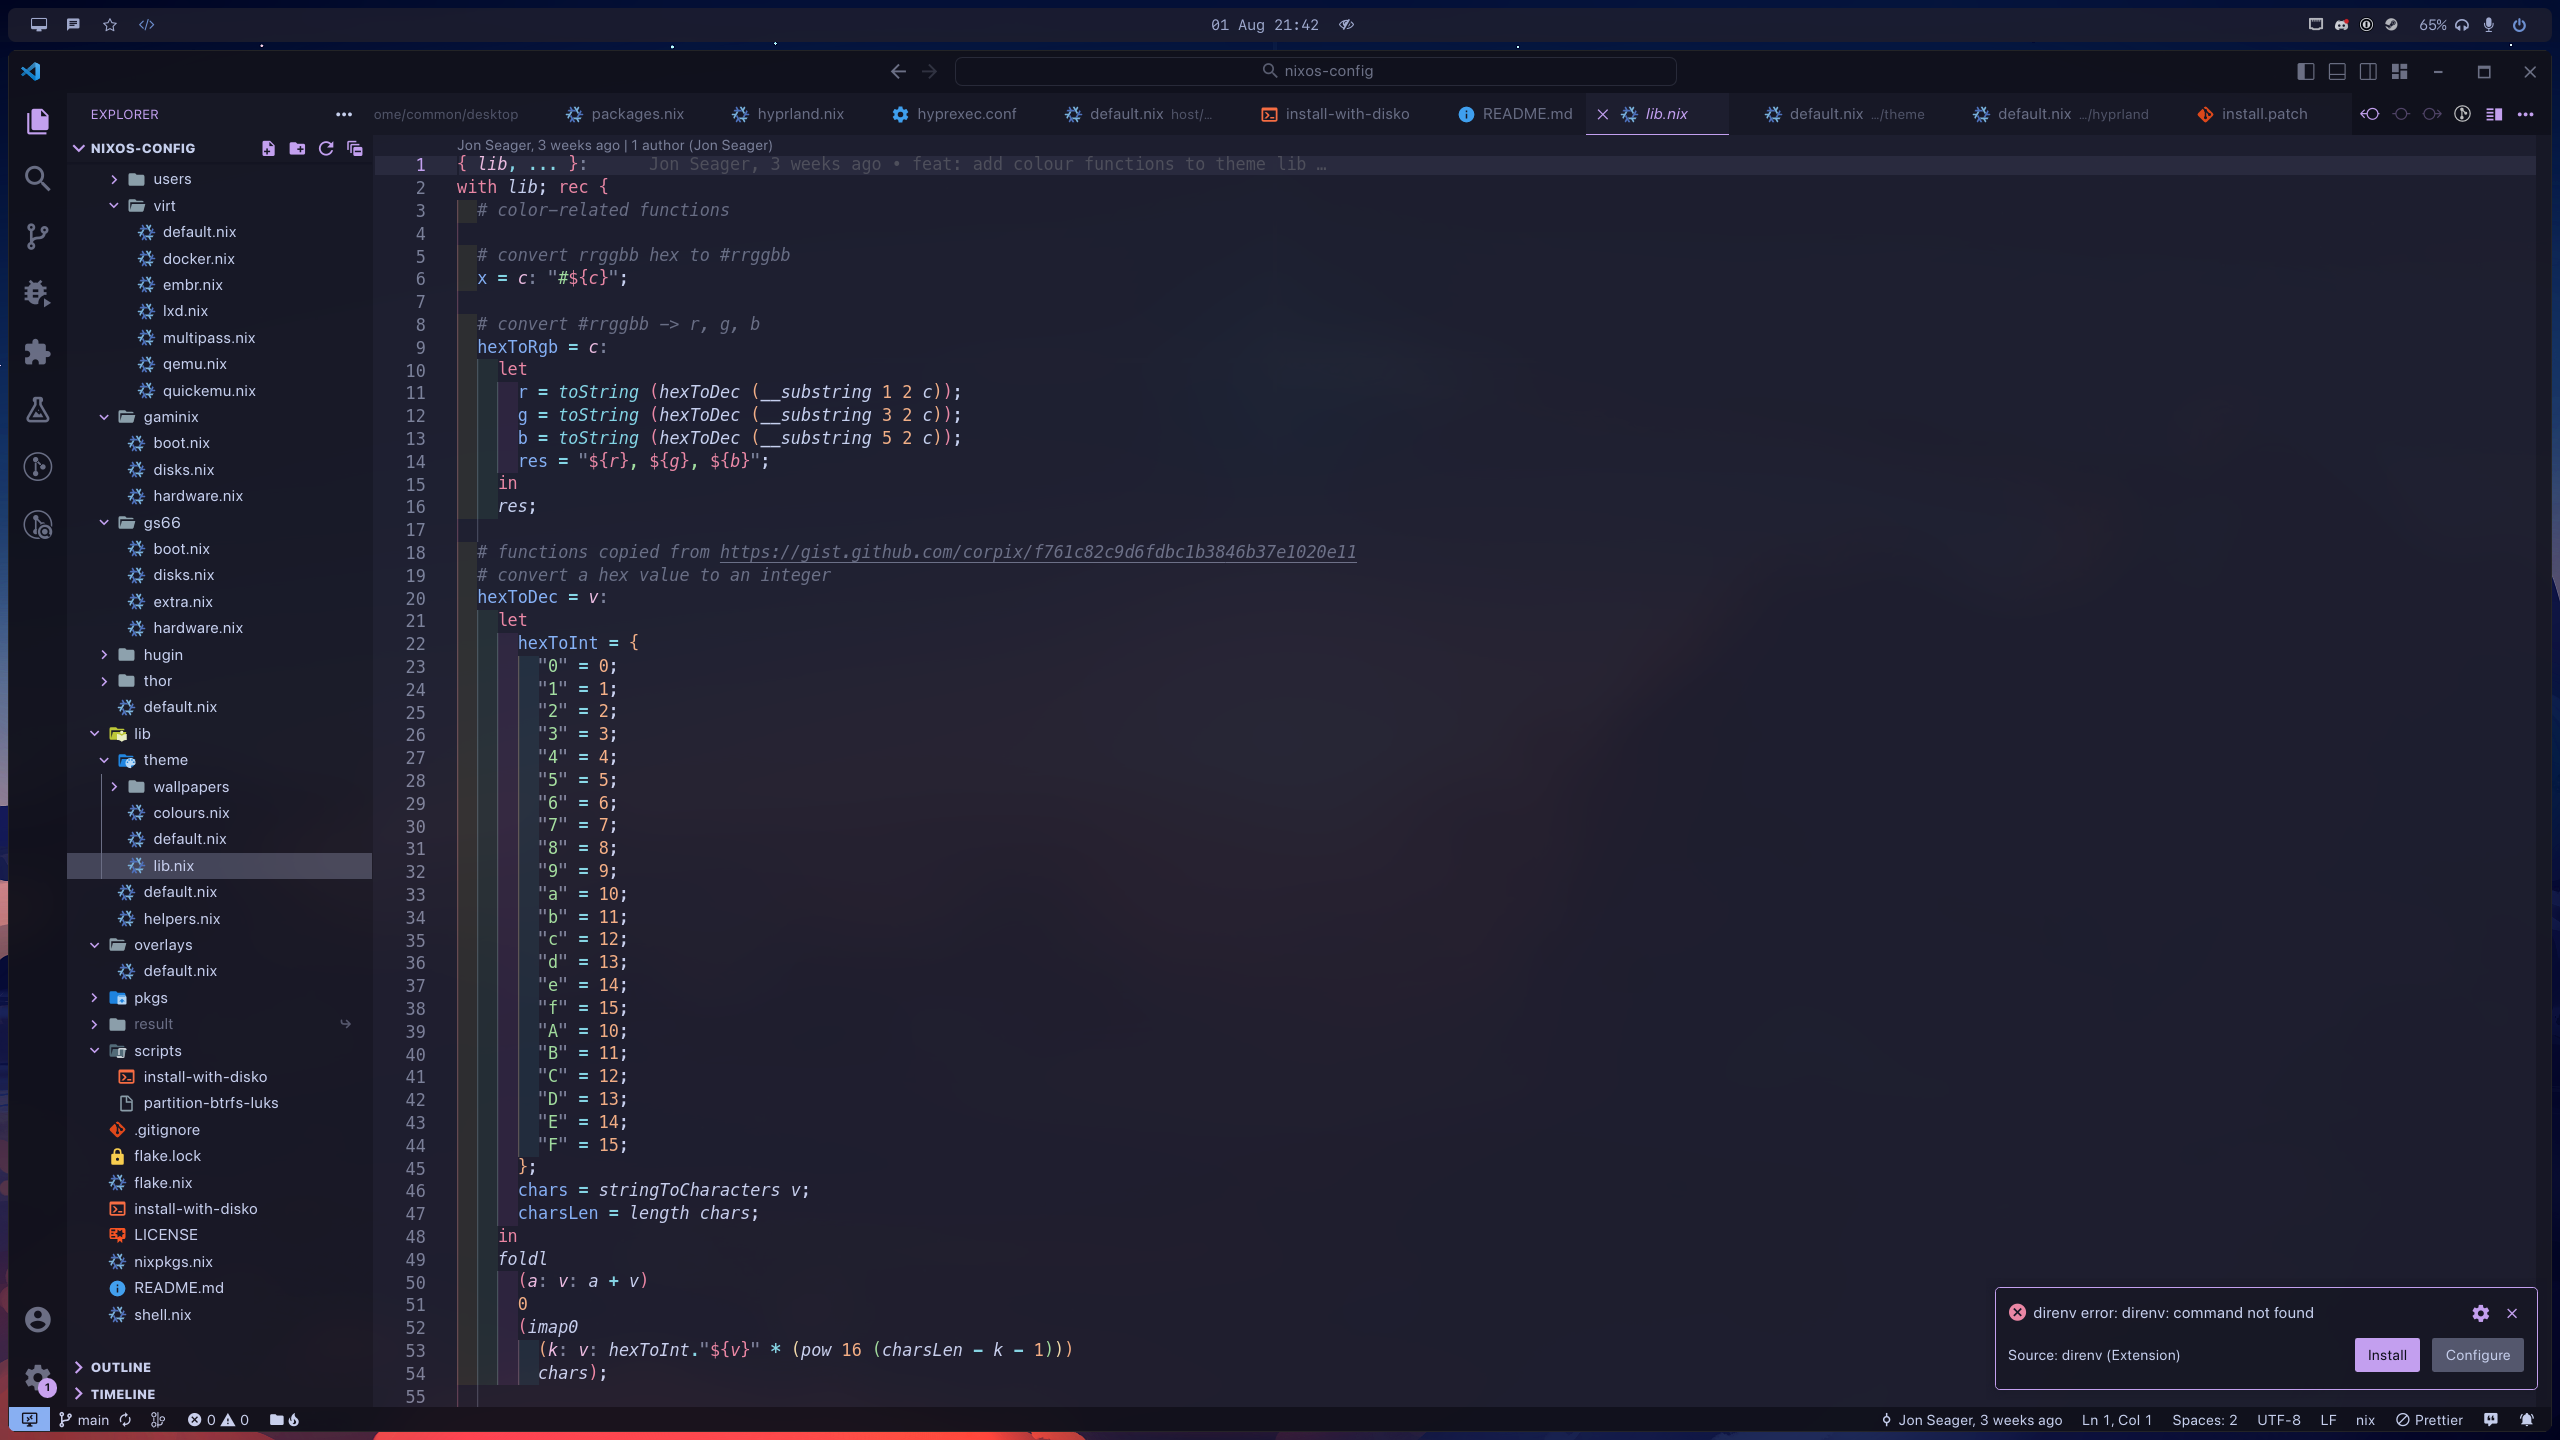 01 Aug 21:42
65%
nixos-config
EXPLORER
ome/common/desktop
packages.nix
hyprland.nix
hyprexec.conf
default.nix host/...
install-with-disko
README.md
lib.nix
default.nix .../theme
default.nix .../hyprland
install.patch
NIXOS-CONFIG
users
virt
default.nix
docker.nix
embr.nix
lxd.nix
multipass.nix
qemu.nix
quickemu.nix
gaminix
boot.nix
disks.nix
hardware.nix
gs66
boot.nix
disks.nix
extra.nix
hardware.nix
hugin
thor
default.nix
lib
theme
wallpapers
colours.nix
default.nix
lib.nix
default.nix
helpers.nix
overlays
default.nix
pkgs
result
scripts
install-with-disko
partition-btrfs-luks
.gitignore
flake.lock
flake.nix
install-with-disko
LICENSE
nixpkgs.nix
README.md
shell.nix
OUTLINE
TIMELINE
Jon Seager, 3 weeks ago | 1 author (Jon Seager)
1 { lib, ... }: Jon Seager, 3 weeks ago • feat: add colour functions to theme lib …
2 with lib; rec {
3 # color-related functions
4
5 # convert rrggbb hex to #rrggbb
6 x = c: "#${c}";
7
8 # convert #rrggbb -> r, g, b
9 hexToRgb = c:
10 let
11 r = toString (hexToDec (__substring 1 2 c));
12 g = toString (hexToDec (__substring 3 2 c));
13 b = toString (hexToDec (__substring 5 2 c));
14 res = "${r}, ${g}, ${b}";
15 in
16 res;
17
18 # functions copied from https://gist.github.com/corpix/f761c82c9d6fdbc1b3846b37e1020e11
19 # convert a hex value to an integer
20 hexToDec = v:
21 let
22 hexToInt = {
23 "0" = 0;
24 "1" = 1;
25 "2" = 2;
26 "3" = 3;
27 "4" = 4;
28 "5" = 5;
29 "6" = 6;
30 "7" = 7;
31 "8" = 8;
32 "9" = 9;
33 "a" = 10;
34 "b" = 11;
35 "c" = 12;
36 "d" = 13;
37 "e" = 14;
38 "f" = 15;
39 "A" = 10;
40 "B" = 11;
41 "C" = 12;
42 "D" = 13;
43 "E" = 14;
44 "F" = 15;
45 };
46 chars = stringToCharacters v;
47 charsLen = length chars;
48 in
49 foldl
50 (a: v: a + v)
51 0
52 (imap0
53 (k: v: hexToInt."${v}" * (pow 16 (charsLen - k - 1)))
54 chars);
55
direnv error: direnv: command not found
Source: direnv (Extension)
Install
Configure
1
main
0 0
Jon Seager, 3 weeks ago
Ln 1, Col 1
Spaces: 2
UTF-8
LF
nix
Prettier